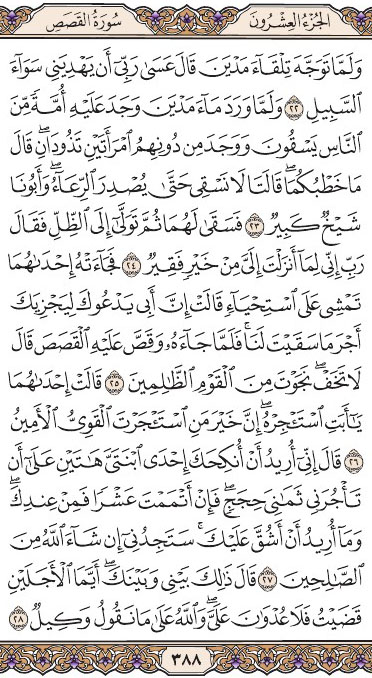 الجُزْءُ العِشْرُونَ سُورَةُ القَصَصِ
وَلَمَّا تَوَجَّهَ تِلْقَآءَ مَدْيَنَ قَالَ عَسَىٰ رَبِّيٓ أَن يَهْدِيَنِي سَوَآءَ
ٱلسَّبِيلِ ٢٢ وَلَمَّا وَرَدَ مَآءَ مَدْيَنَ وَجَدَ عَلَيْهِ أُمَّةً مِّنَ
ٱلنَّاسِ يَسْقُونَ وَوَجَدَ مِن دُونِهِمُ ٱمْرَأَتَيْنِ تَذُودَانِۖ قَالَ
مَا خَطْبُكُمَاۖ قَالَتَا لَا نَسْقِي حَتَّىٰ يُصْدِرَ ٱلرِّعَآءُۖ وَأَبُونَا
شَيْخٌ كَبِيرٌ ٢٣ فَسَقَىٰ لَهُمَا ثُمَّ تَوَلَّىٰٓ إِلَى ٱلظِّلِّ فَقَالَ
رَبِّ إِنِّي لِمَآ أَنزَلْتَ إِلَيَّ مِنْ خَيْرٍ فَقِيرٌ ٢٤ فَجَآءَتْهُ إِحْدَىٰهُمَا
تَمْشِي عَلَى ٱسْتِحْيَآءٍ قَالَتْ إِنَّ أَبِي يَدْعُوكَ لِيَجْزِيَكَ
أَجْرَ مَا سَقَيْتَ لَنَاۚ فَلَمَّا جَآءَهُۥ وَقَصَّ عَلَيْهِ ٱلْقَصَصَ قَالَ
لَا تَخَفْۖ نَجَوْتَ مِنَ ٱلْقَوْمِ ٱلظَّٰلِمِينَ ٢٥ قَالَتْ إِحْدَىٰهُمَا
يَٰٓأَبَتِ ٱسْتَـْٔجِرْهُۖ إِنَّ خَيْرَ مَنِ ٱسْتَـْٔجَرْتَ ٱلْقَوِيُّ ٱلْأَمِينُ
٢٦ قَالَ إِنِّيٓ أُرِيدُ أَنْ أُنكِحَكَ إِحْدَى ٱبْنَتَيَّ هَٰتَيْنِ عَلَىٰٓ أَن
تَأْجُرَنِي ثَمَٰنِيَ حِجَجٍۖ فَإِنْ أَتْمَمْتَ عَشْرًا فَمِنْ عِندِكَۖ
وَمَآ أُرِيدُ أَنْ أَشُقَّ عَلَيْكَۚ سَتَجِدُنِيٓ إِن شَآءَ ٱللَّهُ مِنَ
ٱلصَّٰلِحِينَ ٢٧ قَالَ ذَٰلِكَ بَيْنِي وَبَيْنَكَۖ أَيَّمَا ٱلْأَجَلَيْنِ
قَضَيْتُ فَلَا عُدْوَٰنَ عَلَيَّۖ وَٱللَّهُ عَلَىٰ مَا نَقُولُ وَكِيلٌ ٢٨
٣٨٨